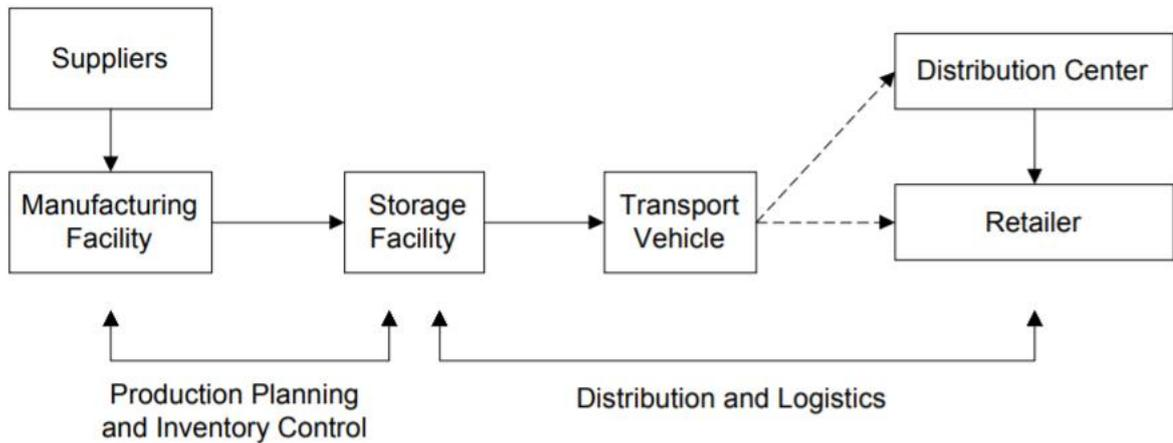 Suppliers
Distribution Center
Manufacturing
Facility
Storage
Facility
Transport
Vehicle
Retailer
Production Planning
and Inventory Control
Distribution and Logistics